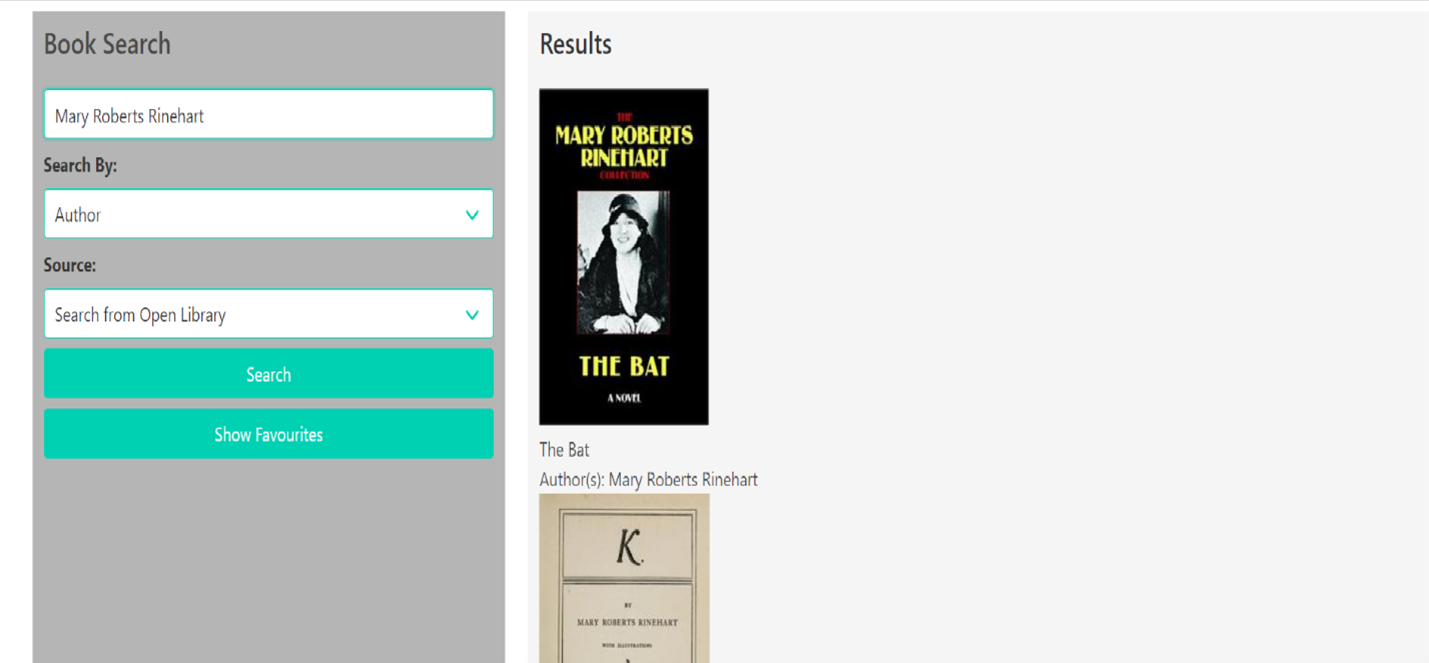 Book Search
Mary Roberts Rinehart
Search By:
Author
Source:
Search from Open Library
Search
Show Favourites
Results
THE
MARY ROBERTS
RINEHART
COLLECTION
THE BAT
A NOVEL
The Bat
Author(s): Mary Roberts Rinehart
K.
BY
MARY ROBERTS RINEHART
WITH ILLUSTRATIONS